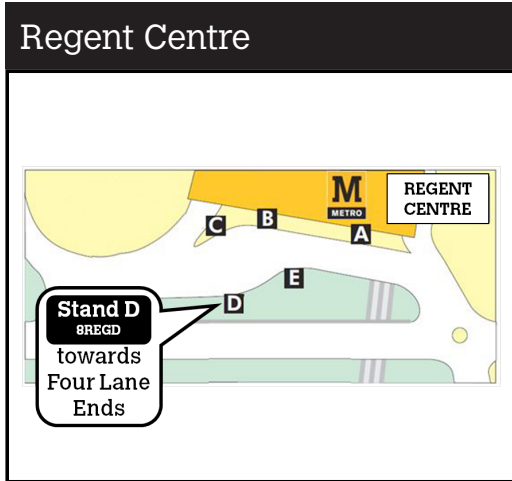 Regent Centre
M
METRO
REGENT
CENTRE
C
B
A
E
D
Stand D
8REGD
towards
Four Lane
Ends